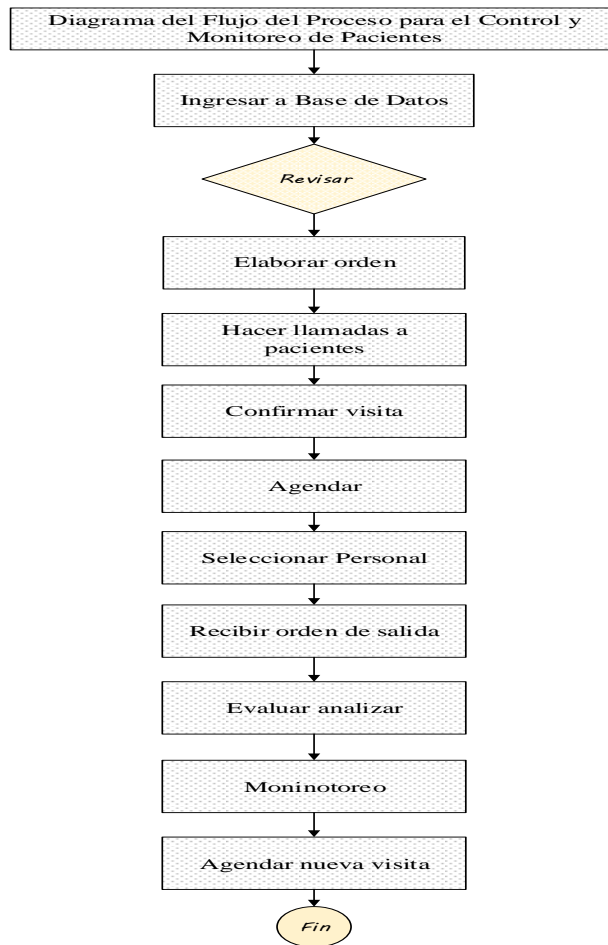 Diagrama del Flujo del Proceso para el Control y
Monitoreo de Pacientes
Ingresar a Base de Datos
Revisar
Elaborar orden
Hacer llamadas a
pacientes
Confirmar visita
Agendar
Seleccionar Personal
Recibir orden de salida
Evaluar analizar
Moninotoreo
Agendar nueva visita
Fin